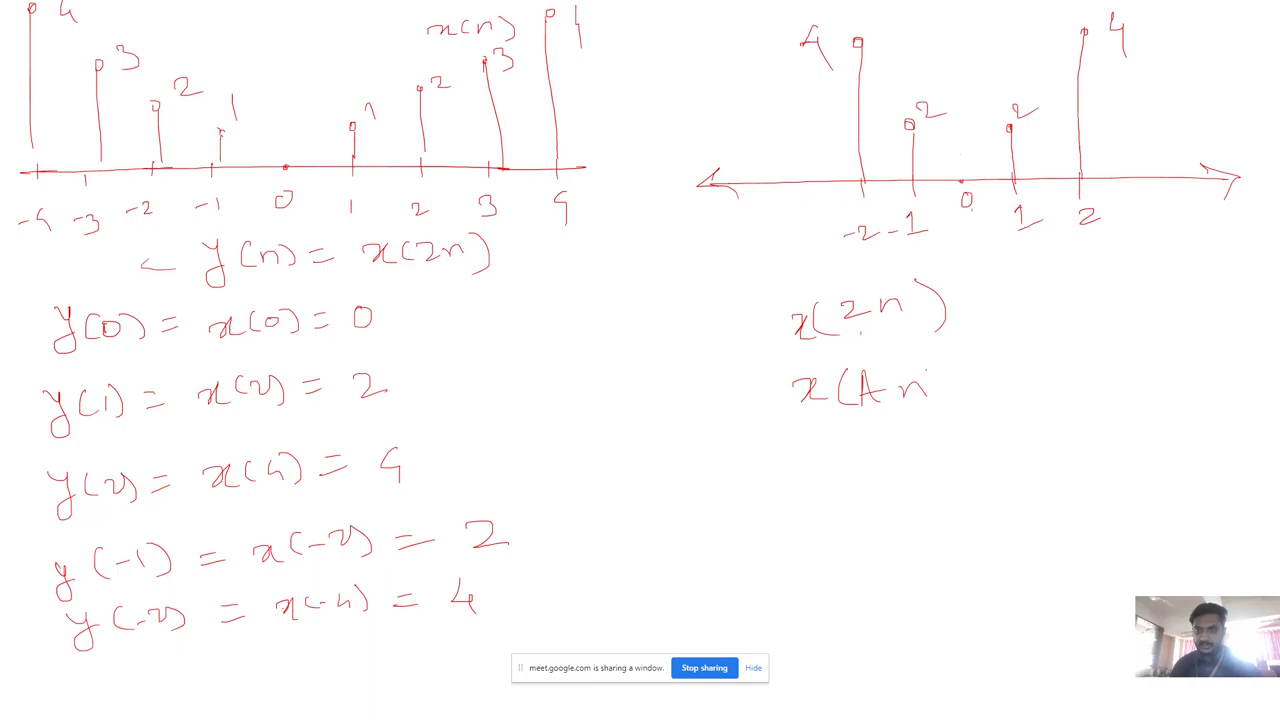 4 3 2 1 x(n) 1 2 3 4
-4 -3 -2 -1 0 1 2 3 4
y(n) = x(2n)
y(0) = x(0) = 0
y(1) = x(2) = 2
y(2) = x(4) = 4
y(-1) = x(-2) = 2
y(-2) = x(-4) = 4
4 2 2 4
-2 -1 0 1 2
x(2n)
x(An
meet.google.com is sharing a window. Stop sharing Hide